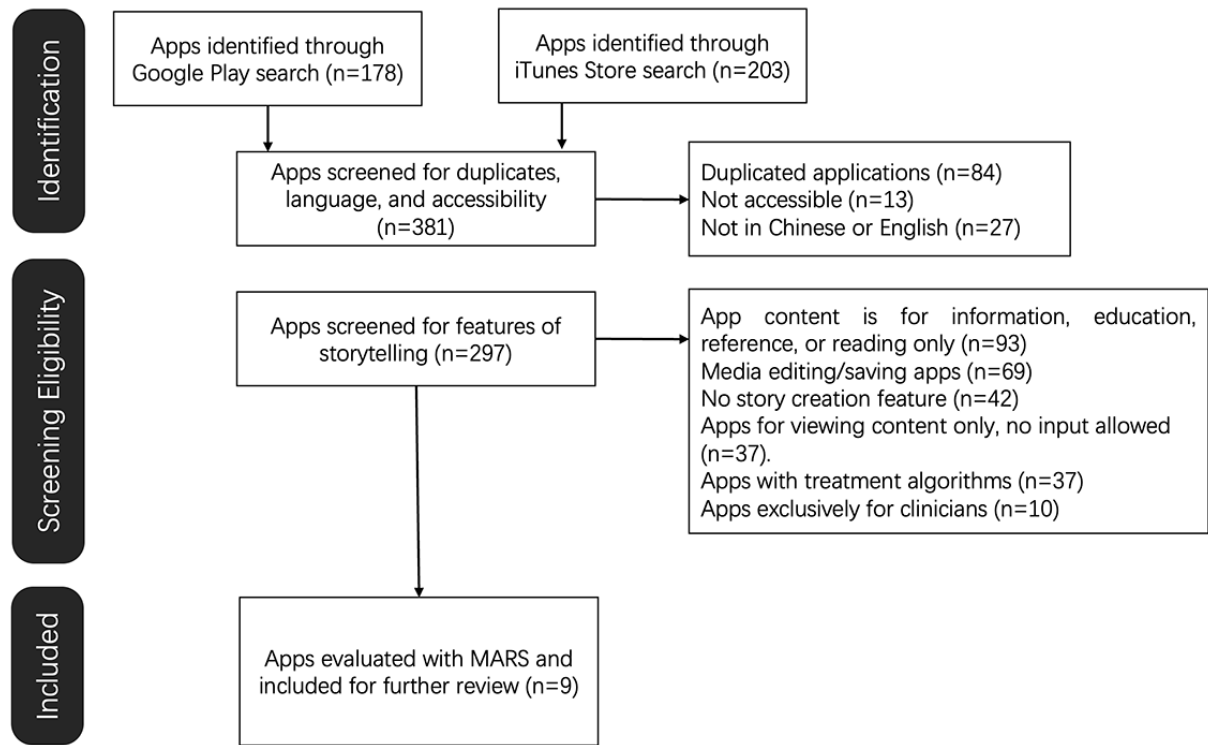 Identification
Apps identified through
Google Play search (n=178)
Apps identified through
iTunes Store search (n=203)
Apps screened for duplicates,
language, and accessibility
(n=381)
Duplicated applications (n=84)
Not accessible (n=13)
Not in Chinese or English (n=27)
Screening Eligibility
Apps screened for features of
storytelling (n=297)
App content is for information, education,
reference, or reading only (n=93)
Media editing/saving apps (n=69)
No story creation feature (n=42)
Apps for viewing content only, no input allowed
(n=37).
Apps with treatment algorithms (n=37)
Apps exclusively for clinicians (n=10)
Included
Apps evaluated with MARS and
included for further review (n=9)